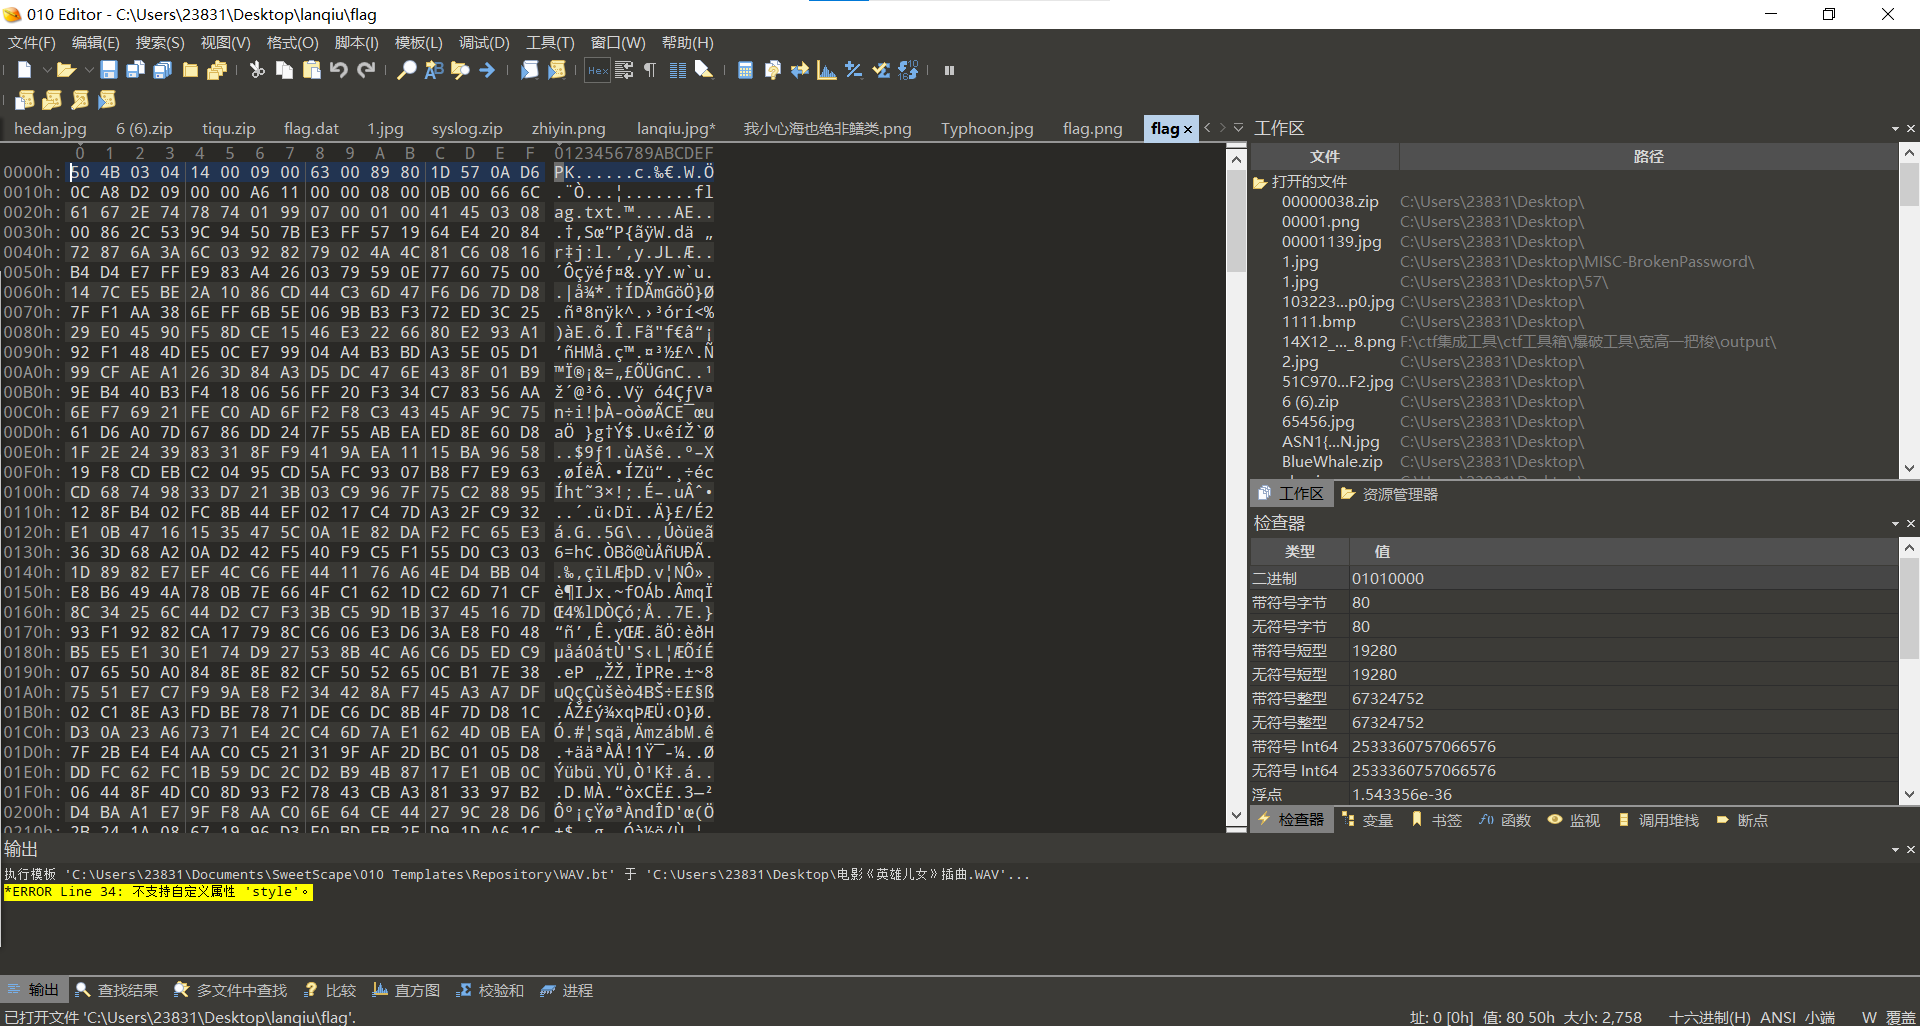 010 Editor - C:\Users\23831\Desktop\lanqiu\flag
文件(F) 编辑(E) 搜索(S) 视图(V) 格式(O) 脚本(I) 模板(L) 调试(D) 工具(T) 窗口(W) 帮助(H)
hedan.jpg 6 (6).zip tiqu.zip flag.dat 1.jpg syslog.zip zhiyin.png lanqiu.jpg* 我小心海也绝非鳝类.png Typhoon.jpg flag.png flag
0 1 2 3 4 5 6 7 8 9 A B C D E F 0123456789ABCDEF
0000h: 50 4B 03 04 14 00 09 00 63 00 89 80 1D 57 0A D6 PK......c.‰€.W.Ö
0010h: 0C A8 D2 09 00 00 A6 11 00 00 08 00 0B 00 66 6C .¨Ò...¦.......fl
0020h: 61 67 2E 74 78 74 01 99 07 00 01 00 41 45 03 08 ag.txt.™....AE..
0030h: 00 86 2C 53 9C 94 50 7B E3 FF 57 19 64 E4 20 84 .†,Sœ”P{ãÿW.dä „
0040h: 72 87 6A 3A 6C 03 92 82 79 02 4A 4C 81 C6 08 16 r‡j:l.’‚y.JL.Æ..
0050h: B4 D4 E7 FF E9 83 A4 26 03 79 59 0E 77 60 75 00 ´Ôçÿéƒ¤&.yY.w`u.
0060h: 14 7C E5 BE 2A 10 86 CD 44 C3 6D 47 F6 D6 7D D8 .|å¾*.†ÍDÃmGöÖ}Ø
0070h: 7F F1 AA 38 6E FF 6B 5E 06 9B B3 F3 72 ED 3C 25
0080h: 29 E0 45 90 F5 8D CE 15 46 E3 22 66 80 E2 93 A1 )àE.õ.Î.Fã"f€â“¡
0090h: 92 F1 48 4D E5 0C E7 99 04 A4 B3 BD A3 5E 05 D1 ’ñHMå.ç™.¤³½£^.Ñ
00A0h: 99 CF AE A1 26 3D 84 A3 D5 DC 47 6E 43 8F 01 B9 ™Ï®¡&=„£ÕÜGnC..¹
00B0h: 9E B4 40 B3 F4 18 06 56 FF 20 F3 34 C7 83 56 AA ž´@³ô..Vÿ ó4ÇƒVª
00C0h: 6E F7 69 21 FE C0 AD 6F F2 F8 C3 43 45 AF 9C 75 n÷i!þÀ-oòøÃCE¯œu
00D0h: 61 D6 A0 7D 67 86 DD 24 7F 55 AB EA ED 8E 60 D8 aÖ }g†Ý$.U«êíŽ`Ø
00E0h: 1F 2E 24 39 83 31 8F F9 41 9A EA 11 15 BA 96 58 ..$9ƒ1.ùAšê..º–X
00F0h: 19 F8 CD EB C2 04 95 CD 5A FC 93 07 B8 F7 E9 63 .øÍëÂ.•ÍZü“.¸÷éc
0100h: CD 68 74 98 33 D7 21 3B 03 C9 96 7F 75 C2 88 95 Íht˜3×!;.É–.uÂˆ•
0110h: 12 8F B4 02 FC 8B 44 EF 02 17 C4 7D A3 2F C9 32 ..´.ü‹Dï..Ä}£/É2
0120h: E1 0B 47 16 15 35 47 5C 0A 1E 82 DA F2 FC 65 E3 á.G..5G\..‚Úòüeã
0130h: 36 3D 68 A2 0A D2 42 F5 40 F9 C5 F1 55 D0 C3 03 6=h¢.ÒBõ@ùÅñUÐÃ.
0140h: 1D 89 82 E7 EF 4C C6 FE 44 11 76 A6 4E D4 BB 04 .‰‚çïLÆþD.v¦NÔ».
0150h: E8 B6 49 4A 78 0B 7E 66 4F C1 62 1D C2 6D 71 CF è¶IJx.~fOÁb.ÂmqÏ
0160h: 8C 34 25 6C 44 D2 C7 F3 3B C5 9D 1B 37 45 16 7D Œ4%lDÒÇó;Å..7E.}
0170h: 93 F1 92 82 CA 17 79 8C C6 06 E3 D6 3A E8 F0 48 “ñ’‚Ê.yŒÆ.ãÖ:èðH
0180h: B5 E5 E1 30 E1 74 D9 27 53 8B 4C A6 C6 D5 ED C9 µåá0átÙ'S‹L¦ÆÕíÉ
0190h: 07 65 50 A0 84 8E 8E 82 CF 50 52 65 0C B1 7E 38 .eP „ŽŽ‚ÏPRe.±~8
01A0h: 75 51 E7 C7 F9 9A E8 F2 34 42 8A F7 45 A3 A7 DF uQçÇùšèò4BŠ÷E£§ß
01B0h: 02 C1 8E A3 FD BE 78 71 DE C6 DC 8B 4F 7D D8 1C .ÁŽ£ý¾xqÞÆÜ‹O}Ø.
01C0h: D3 0A 23 A6 73 71 E4 2C C4 6D 7A E1 62 4D 0B EA Ó.#¦sqä,ÄmzábM.ê
01D0h: 7F 2B E4 E4 AA C0 C5 21 31 9F AF 2D BC 01 05 D8 .+ääªÀÅ!1Ÿ¯-¼..Ø
01E0h: DD FC 62 FC 1B 59 DC 2C D2 B9 4B 87 17 E1 0B 0C Ýübü.YÜ,Ò¹K‡.á..
01F0h: 06 44 8F 4D C0 8D 93 F2 78 43 CB A3 81 33 97 B2 .D.MÀ.“òxCË£.3—²
0200h: D4 BA A1 E7 9F F8 AA C0 6E 64 CE 44 27 9C 28 D6
工作区
文件 路径
打开的文件
00000038.zip C:\Users\23831\Desktop\
00001.png C:\Users\23831\Desktop\
00001139.jpg C:\Users\23831\Desktop\
1.jpg C:\Users\23831\Desktop\MISC-BrokenPassword\
1.jpg C:\Users\23831\Desktop\57\
103223...p0.jpg C:\Users\23831\Desktop\
1111.bmp C:\Users\23831\Desktop\
14X12_..._8.png F:\ctf集成工具\ctf工具箱\爆破工具\宽高一把梭\output\
2.jpg C:\Users\23831\Desktop\
51C970...F2.jpg C:\Users\23831\Desktop\
6 (6).zip C:\Users\23831\Desktop\
65456.jpg C:\Users\23831\Desktop\
ASN1{...N.jpg C:\Users\23831\Desktop\
BlueWhale.zip C:\Users\23831\Desktop\
工作区 资源管理器
检查器
类型 值
二进制 01010000
带符号字节 80
无符号字节 80
带符号短型 19280
无符号短型 19280
带符号整型 67324752
无符号整型 67324752
带符号 Int64 2533360757066576
无符号 Int64 2533360757066576
浮点 1.543356e-36
检查器 变量 书签 函数 监视 调用堆栈 断点
输出
执行模板 'C:\Users\23831\Documents\SweetScape\010 Templates\Repository\WAV.bt' 于 'C:\Users\23831\Desktop\电影《英雄儿女》插曲.WAV'...
*ERROR Line 34: 不支持自定义属性 'style'。
输出 查找结果 多文件中查找 比较 直方图 校验和 进程
已打开文件 'C:\Users\23831\Desktop\lanqiu\flag'.
址: 0 [0h] 值: 80 50h 大小: 2,758 十六进制(H) ANSI 小端 W 覆盖